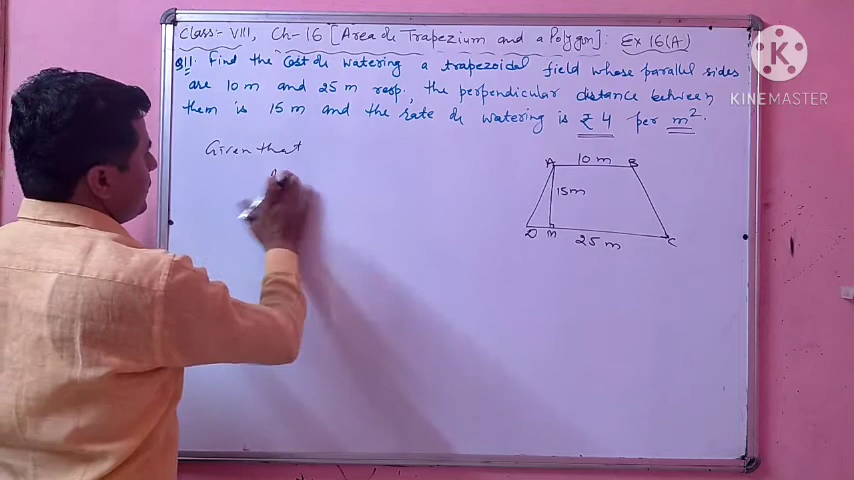 Class:- VIII, Ch-16 [Area of Trapezium and a Polygon]: Ex 16(A)
Q11. Find the Cost of watering a trapezoidal field whose parallel sides
are 10 m and 25 m resp., the perpendicular distance between
them is 15 m and the rate of watering is ₹ 4 per m².
K
KINEMASTER
Given that
A 10 m B
15m
D M 25 m C